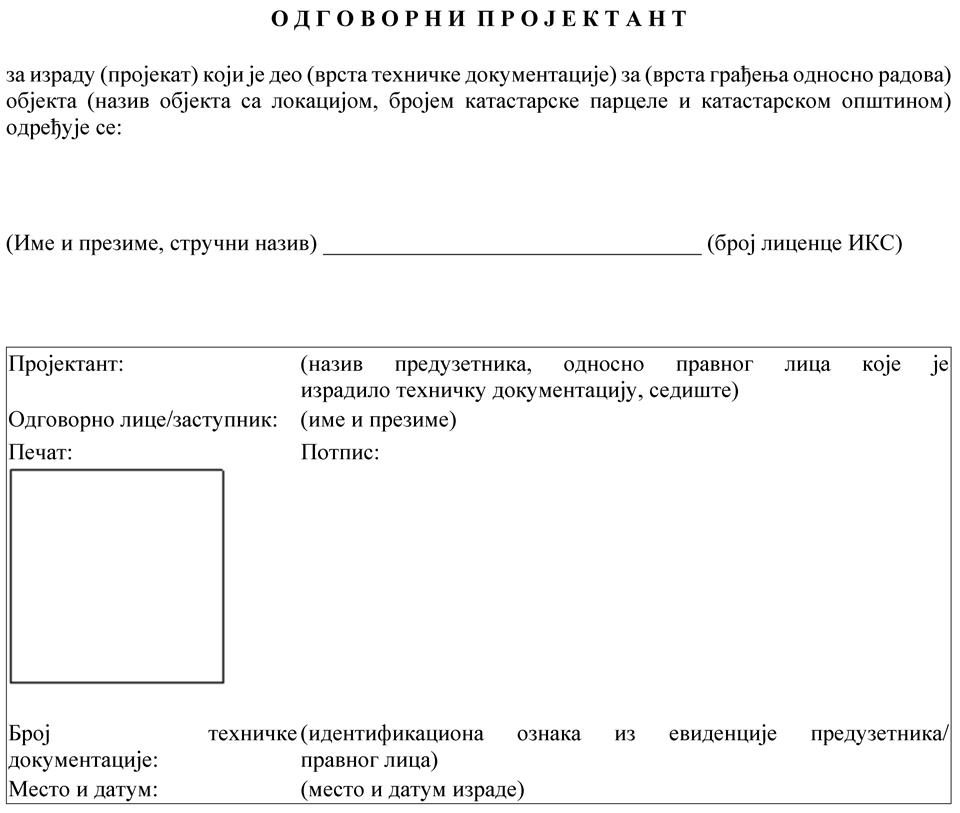 О Д Г О В О Р Н И  П Р О Ј Е К Т А Н Т
за израду (пројекат) који је део (врста техничке документације) за (врста грађења односно радова)
објекта (назив објекта са локацијом, бројем катастарске парцеле и катастарском општином)
одређује се:
(Име и презиме, стручни назив) ___________________________________ (број лиценце ИКС)
Пројектант: (назив предузетника, односно правног лица које је
израдило техничку документацију, седиште)
Одговорно лице/заступник: (име и презиме)
Печат: Потпис:
Број техничке (идентификациона ознака из евиденције предузетника/
документације: правног лица)
Место и датум: (место и датум израде)